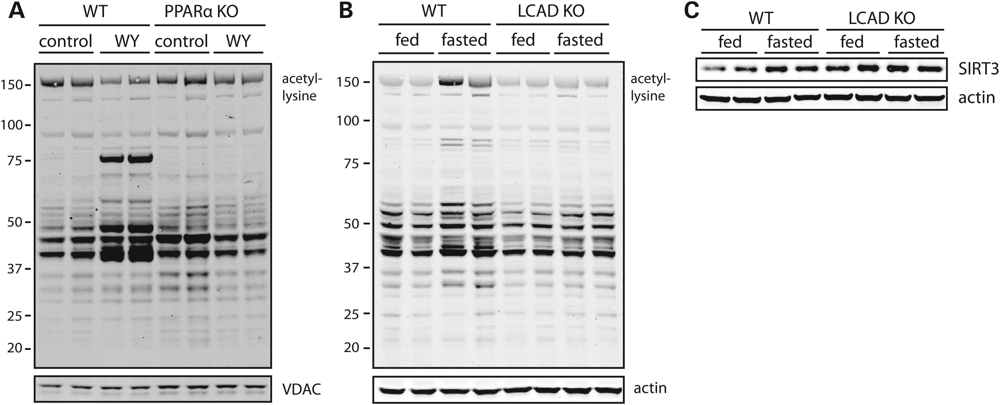 A
WT PPARα KO
control WY control WY
150
100
75
50
37
25
20
acetyl-
lysine
VDAC
B
WT LCAD KO
fed fasted fed fasted
150
100
75
50
37
25
20
acetyl-
lysine
actin
C
WT LCAD KO
fed fasted fed fasted
SIRT3
actin